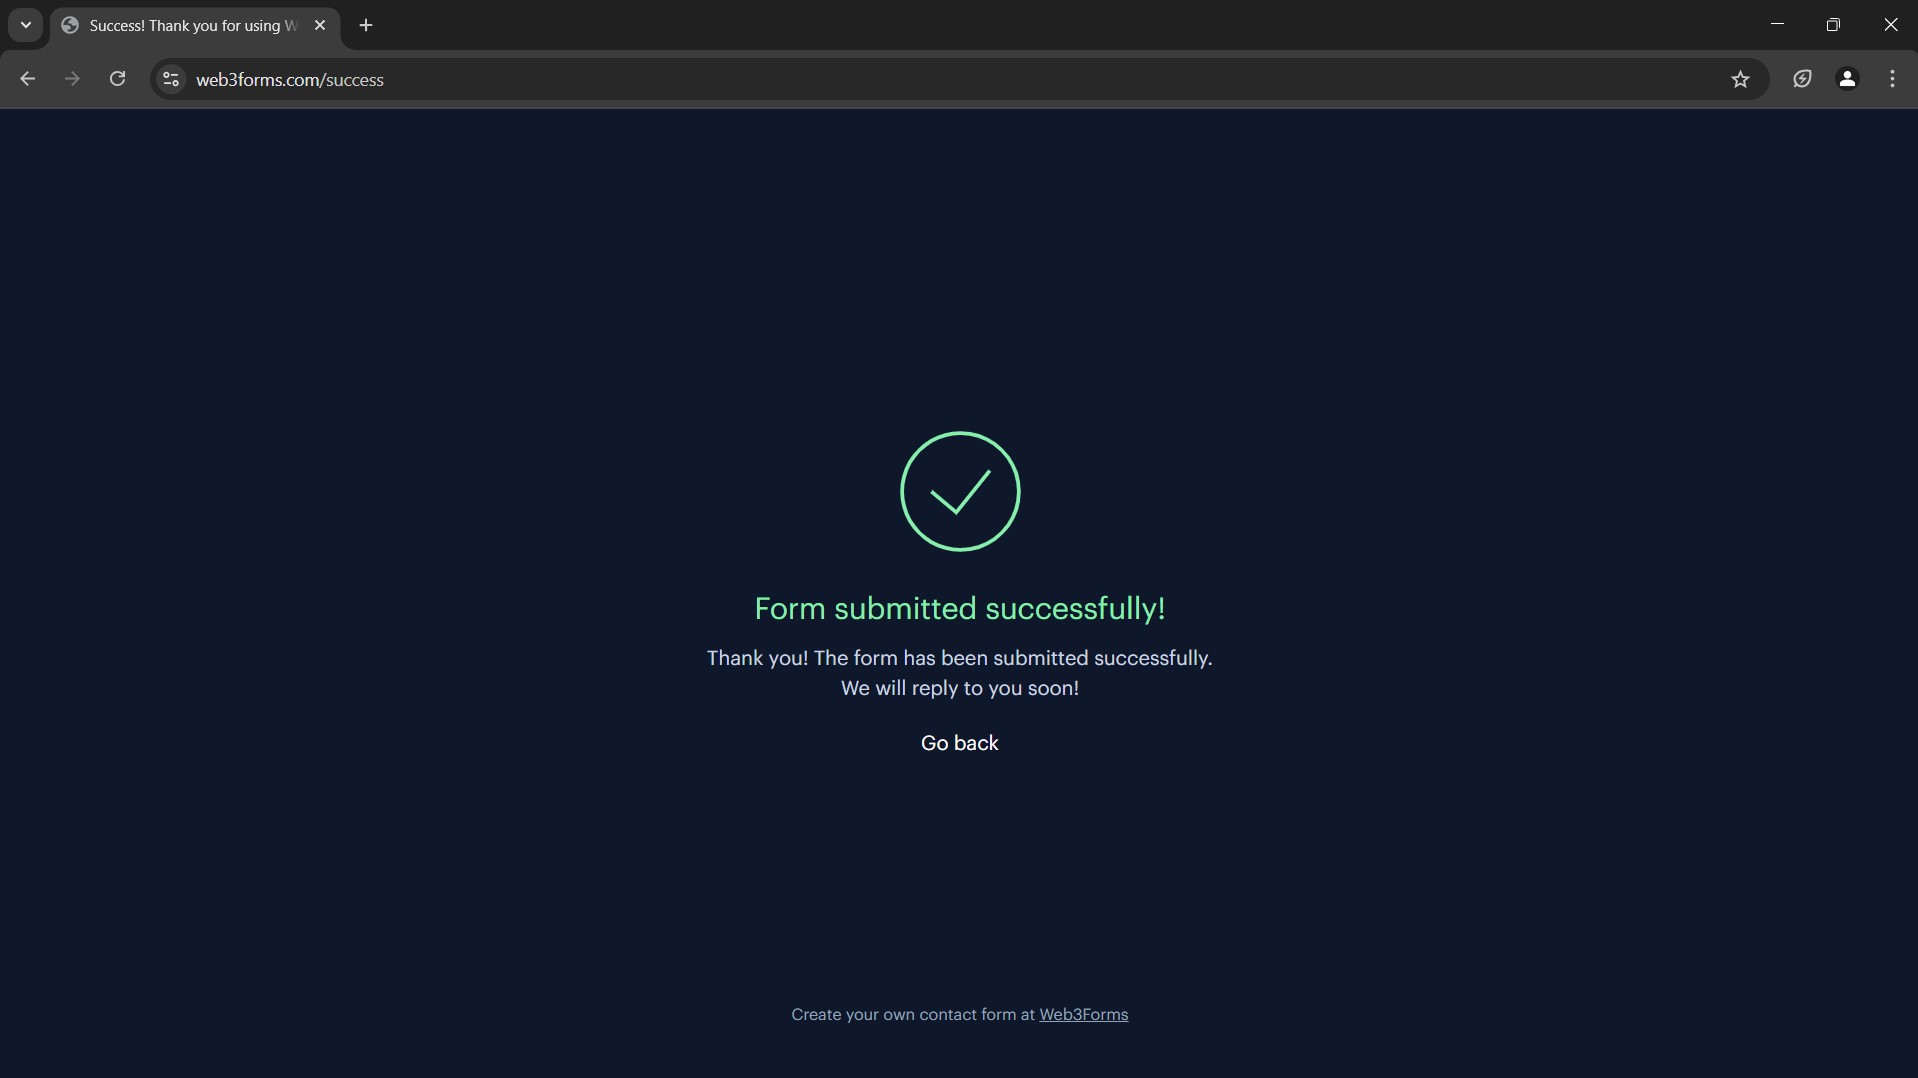 Success! Thank you for using W
web3forms.com/success
Form submitted successfully!
Thank you! The form has been submitted successfully.
We will reply to you soon!
Go back
Create your own contact form at Web3Forms